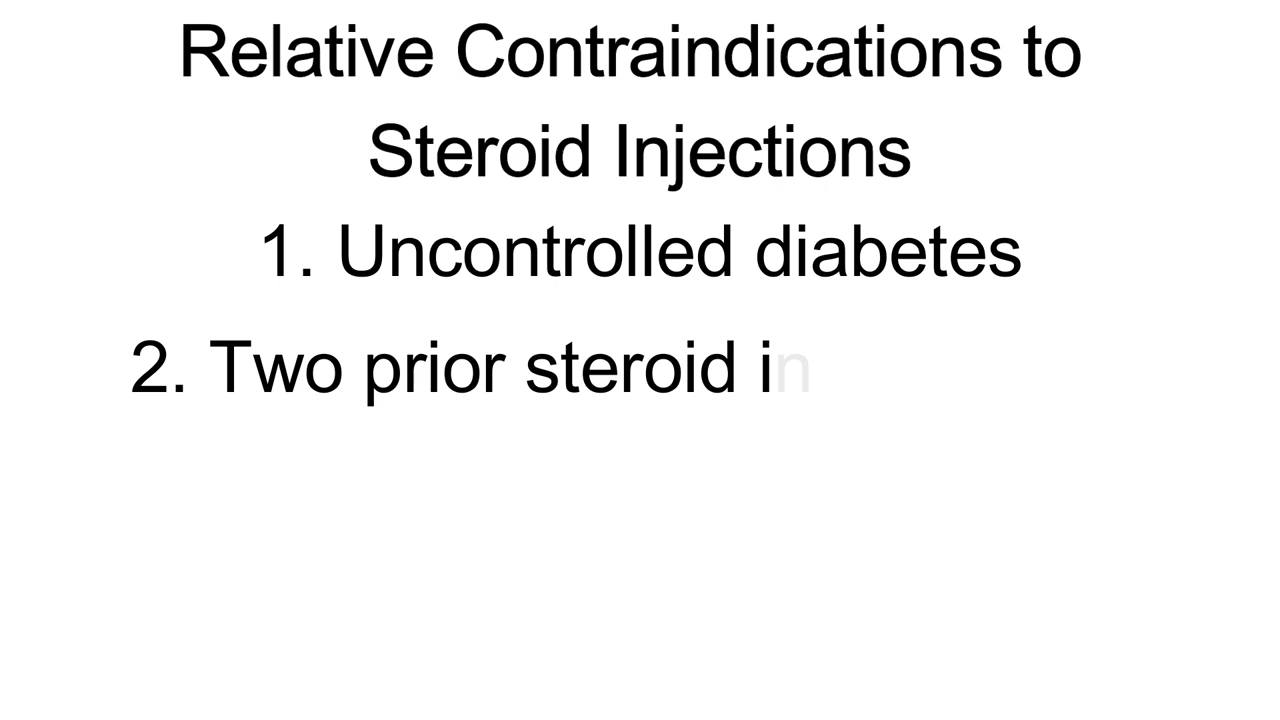 Relative Contraindications to
Steroid Injections
1. Uncontrolled diabetes
2. Two prior steroid in